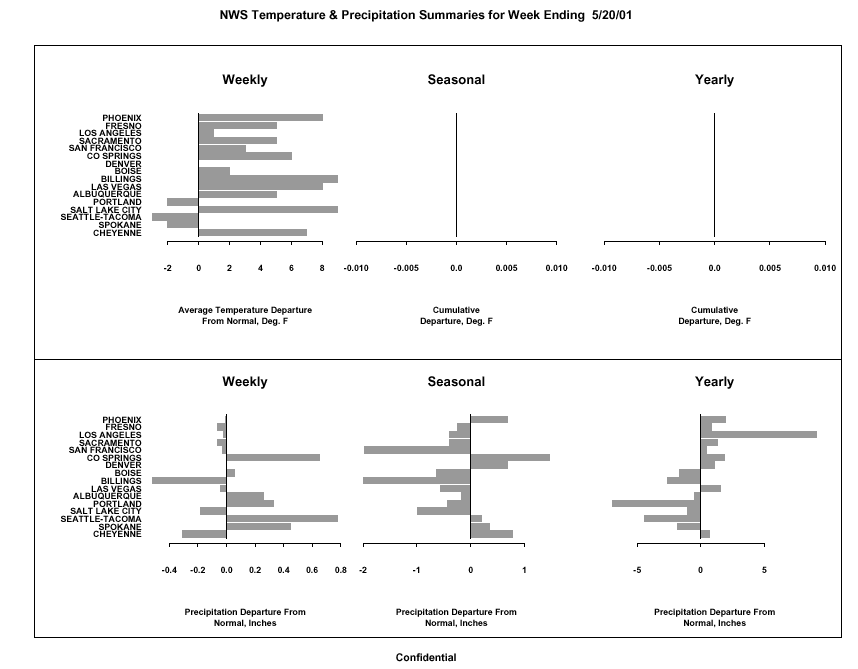 NWS Temperature & Precipitation Summaries for Week Ending 5/20/01
Weekly Seasonal Yearly
PHOENIX
FRESNO
LOS ANGELES
SACRAMENTO
SAN FRANCISCO
CO SPRINGS
DENVER
BOISE
BILLINGS
LAS VEGAS
ALBUQUERQUE
PORTLAND
SALT LAKE CITY
SEATTLE-TACOMA
SPOKANE
CHEYENNE
-2 0 2 4 6 8 -0.010 -0.005 0.0 0.005 0.010 -0.010 -0.005 0.0 0.005 0.010
Average Temperature Departure Cumulative Cumulative
From Normal, Deg. F Departure, Deg. F Departure, Deg. F
Weekly Seasonal Yearly
PHOENIX
FRESNO
LOS ANGELES
SACRAMENTO
SAN FRANCISCO
CO SPRINGS
DENVER
BOISE
BILLINGS
LAS VEGAS
ALBUQUERQUE
PORTLAND
SALT LAKE CITY
SEATTLE-TACOMA
SPOKANE
CHEYENNE
-0.4 -0.2 0.0 0.2 0.4 0.6 0.8 -2 -1 0 1 -5 0 5
Precipitation Departure From Precipitation Departure From Precipitation Departure From
Normal, Inches Normal, Inches Normal, Inches
Confidential